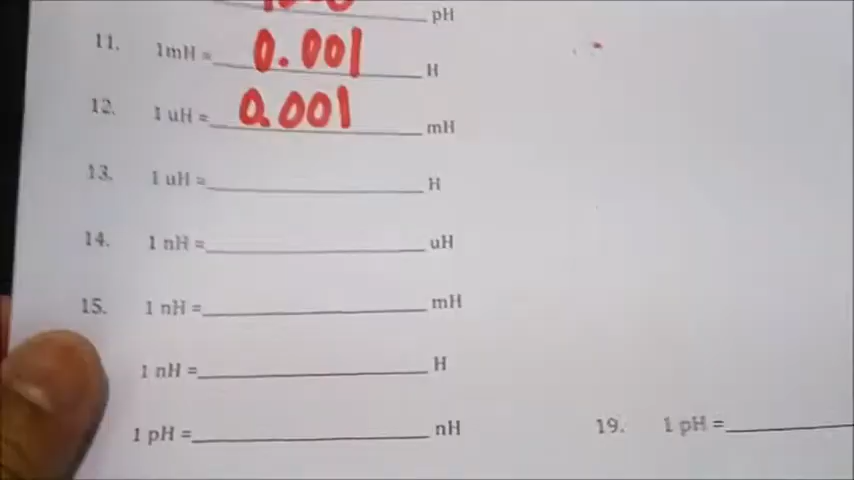 pH
11. 1mH = 0.001 H
12. 1 uH = 0.001 mH
13. 1 uH = H
14. 1 nH = uH
15. 1 nH = mH
1 nH = H
1 pH = nH
19. 1 pH =